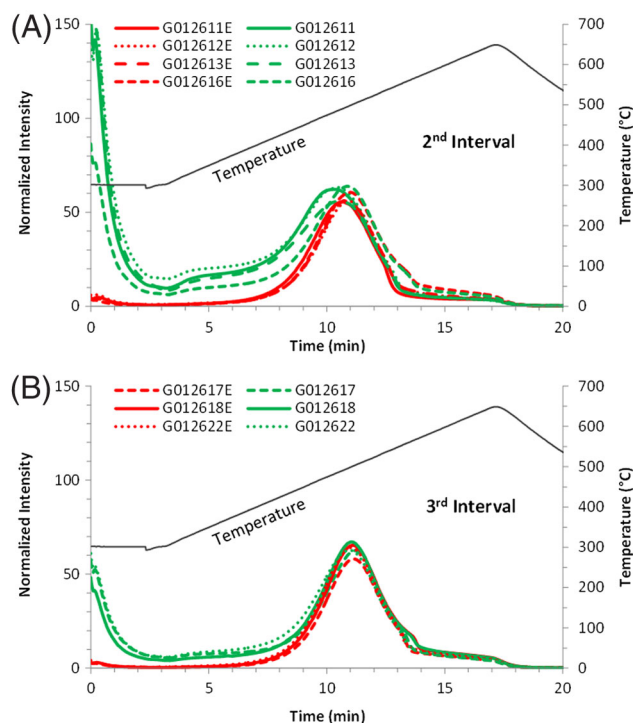 (A)
G012611E G012611
G012612E G012612
G012613E G012613
G012616E G012616
Normalized Intensity
150
100
50
0
Temperature
2nd Interval
700
600
500
400
300
200
100
0
Temperature (°C)
0 5 10 15 20
Time (min)
(B)
G012617E G012617
G012618E G012618
G012622E G012622
Normalized Intensity
150
100
50
0
Temperature
3rd Interval
700
600
500
400
300
200
100
0
Temperature (°C)
0 5 10 15 20
Time (min)